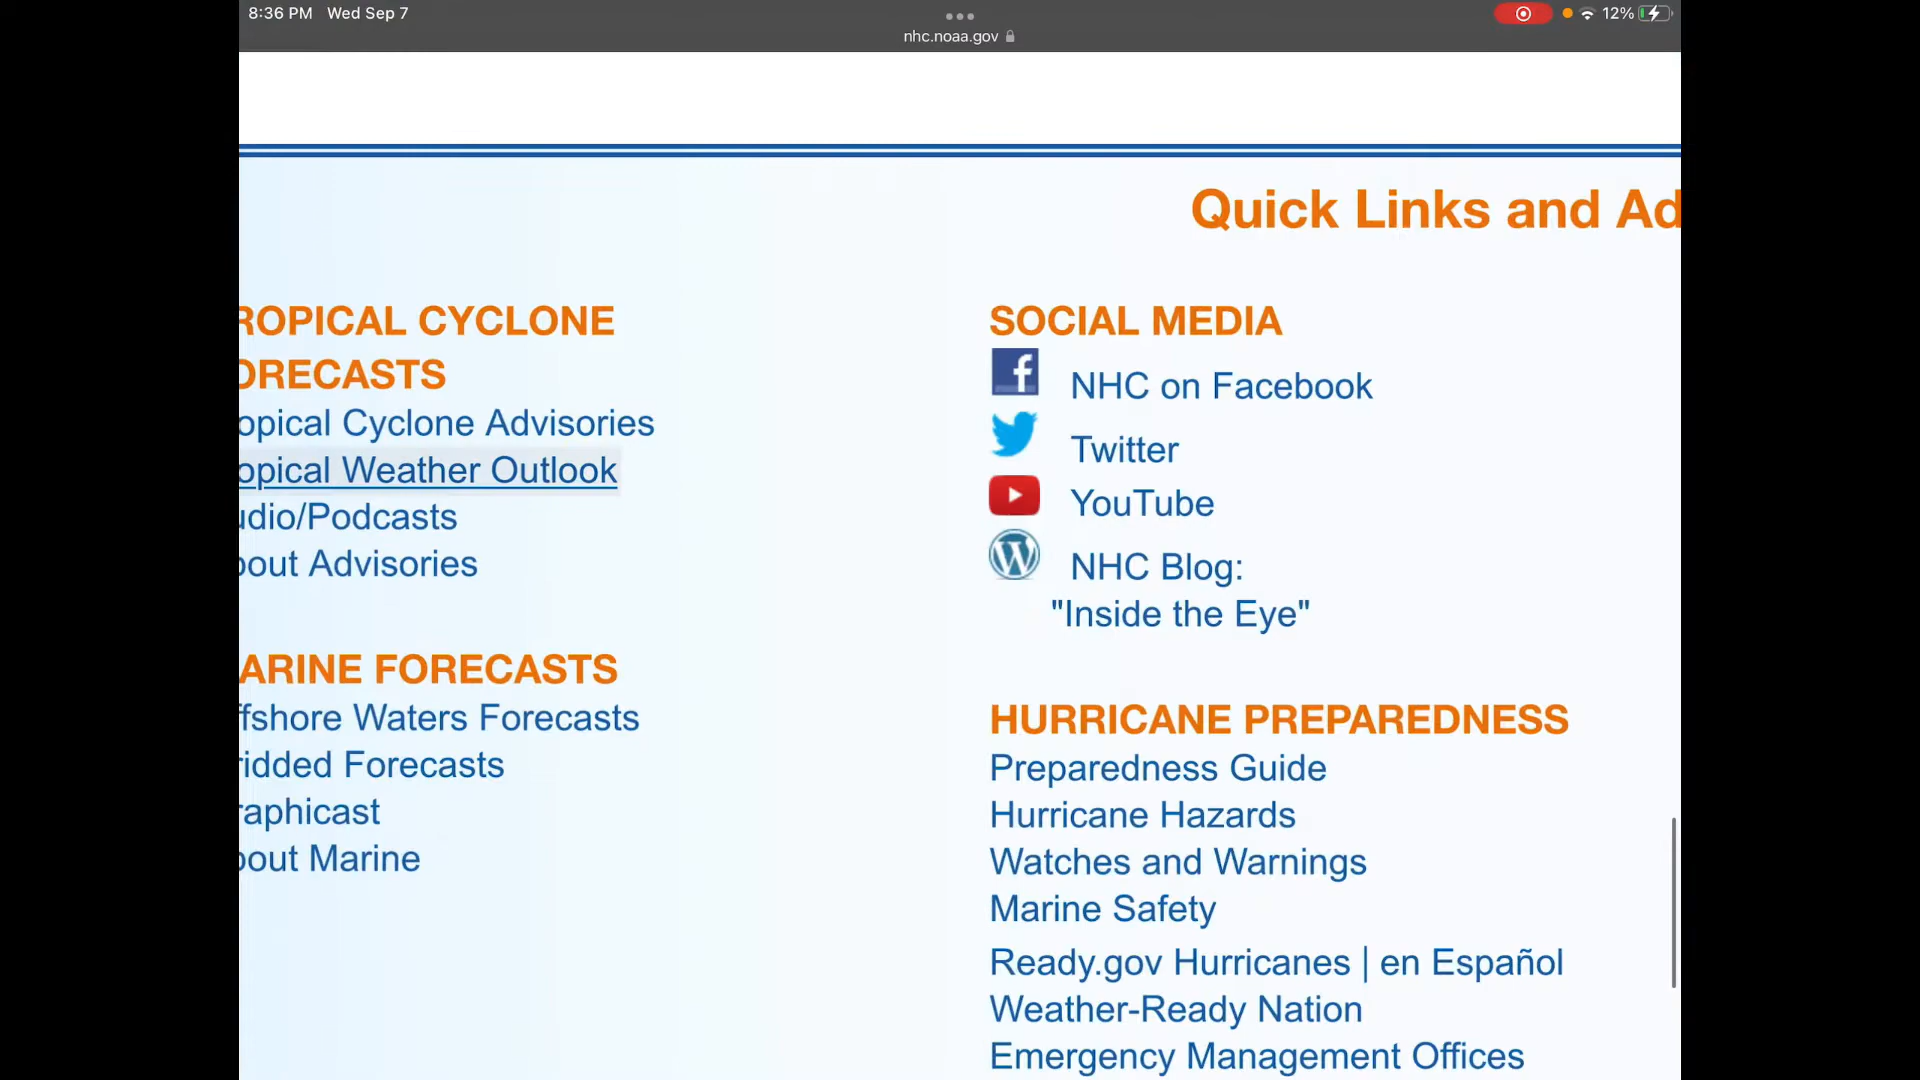 8:36 PM Wed Sep 7
12%
nhc.noaa.gov
Quick Links and Ad
ROPICAL CYCLONE
ORECASTS
opical Cyclone Advisories
opical Weather Outlook
udio/Podcasts
bout Advisories
ARINE FORECASTS
ffshore Waters Forecasts
ridded Forecasts
raphicast
bout Marine
SOCIAL MEDIA
NHC on Facebook
Twitter
YouTube
NHC Blog:
"Inside the Eye"
HURRICANE PREPAREDNESS
Preparedness Guide
Hurricane Hazards
Watches and Warnings
Marine Safety
Ready.gov Hurricanes | en Español
Weather-Ready Nation
Emergency Management Offices